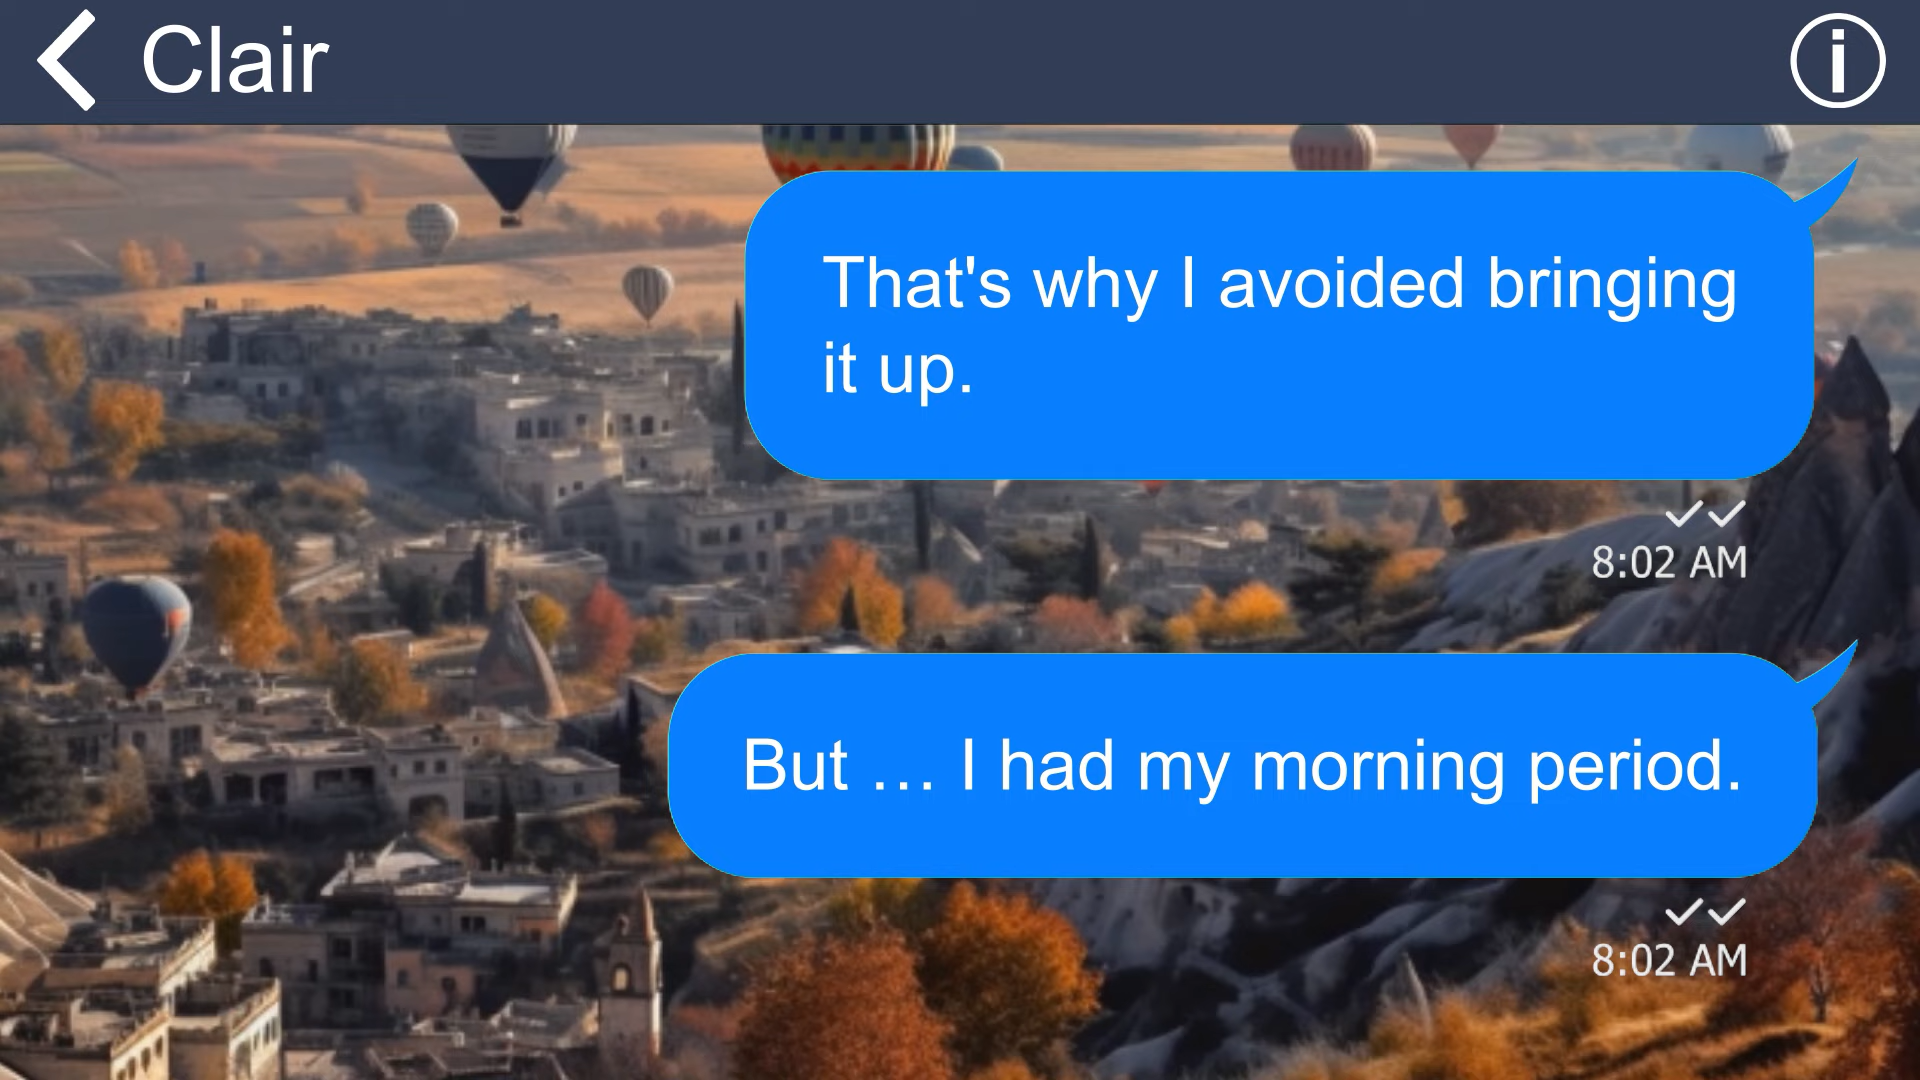 Clair
That's why I avoided bringing
it up.
8:02 AM
But … I had my morning period.
8:02 AM